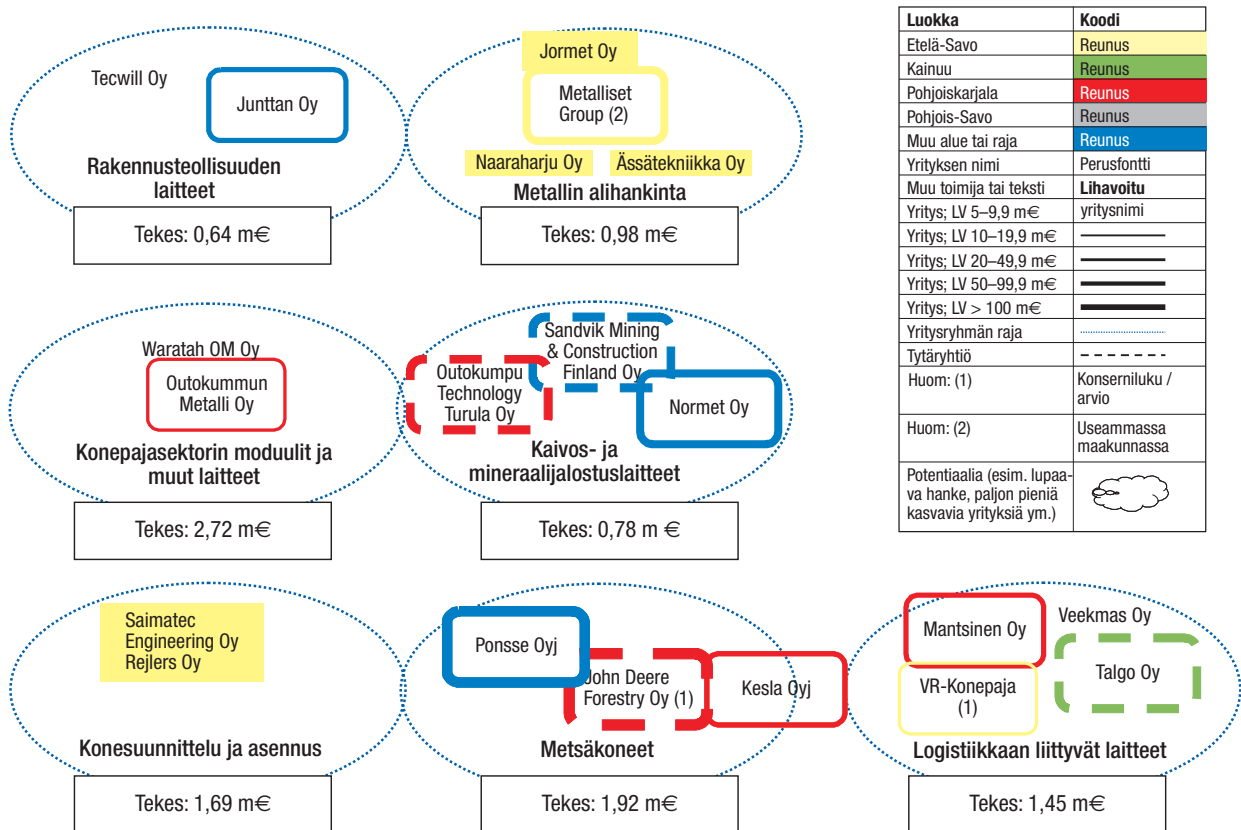 Tecwill Oy
Junttan Oy
Rakennusteollisuuden
laitteet
Tekes: 0,64 m€
Jormet Oy
Metalliset
Group (2)
Naaraharju Oy
Ässätekniikka Oy
Metallin alihankinta
Tekes: 0,98 m€
Luokka Koodi
Etelä-Savo Reunus
Kainuu Reunus
Pohjoiskarjala Reunus
Pohjois-Savo Reunus
Muu alue tai raja Reunus
Yrityksen nimi Perusfontti
Muu toimija tai teksti Lihavoitu
Yritys; LV 5–9,9 m€ yritysnimi
Yritys; LV 10–19,9 m€
Yritys; LV 20–49,9 m€
Yritys; LV 50–99,9 m€
Yritys; LV > 100 m€
Yritysryhmän raja
Tytäryhtiö
Huom: (1) Konserniluku /
arvio
Huom: (2) Useammassa
maakunnassa
Potentiaalia (esim. lupaa-
va hanke, paljon pieniä
kasvavia yrityksiä ym.)
Waratah OM Oy
Outokummun
Metalli Oy
Konepajasektorin moduulit ja
muut laitteet
Tekes: 2,72 m€
Sandvik Mining
& Construction
Finland Oy
Outokumpu
Technology
Turula Oy
Normet Oy
Kaivos- ja
mineraalijalostuslaitteet
Tekes: 0,78 m €
Saimatec
Engineering Oy
Rejlers Oy
Konesuunnittelu ja asennus
Tekes: 1,69 m€
Ponsse Oyj
John Deere
Forestry Oy (1)
Kesla Oyj
Metsäkoneet
Tekes: 1,92 m€
Mantsinen Oy
Veekmas Oy
Talgo Oy
VR-Konepaja
(1)
Logistiikkaan liittyvät laitteet
Tekes: 1,45 m€